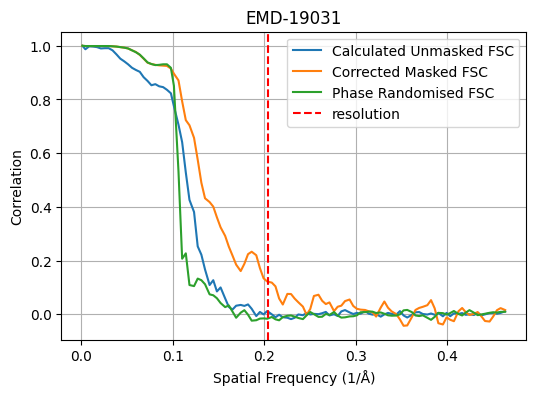 EMD-19031
Calculated Unmasked FSC
Corrected Masked FSC
Phase Randomised FSC
resolution
Correlation
1.0
0.8
0.6
0.4
0.2
0.0
0.0 0.1 0.2 0.3 0.4
Spatial Frequency (1/Å)